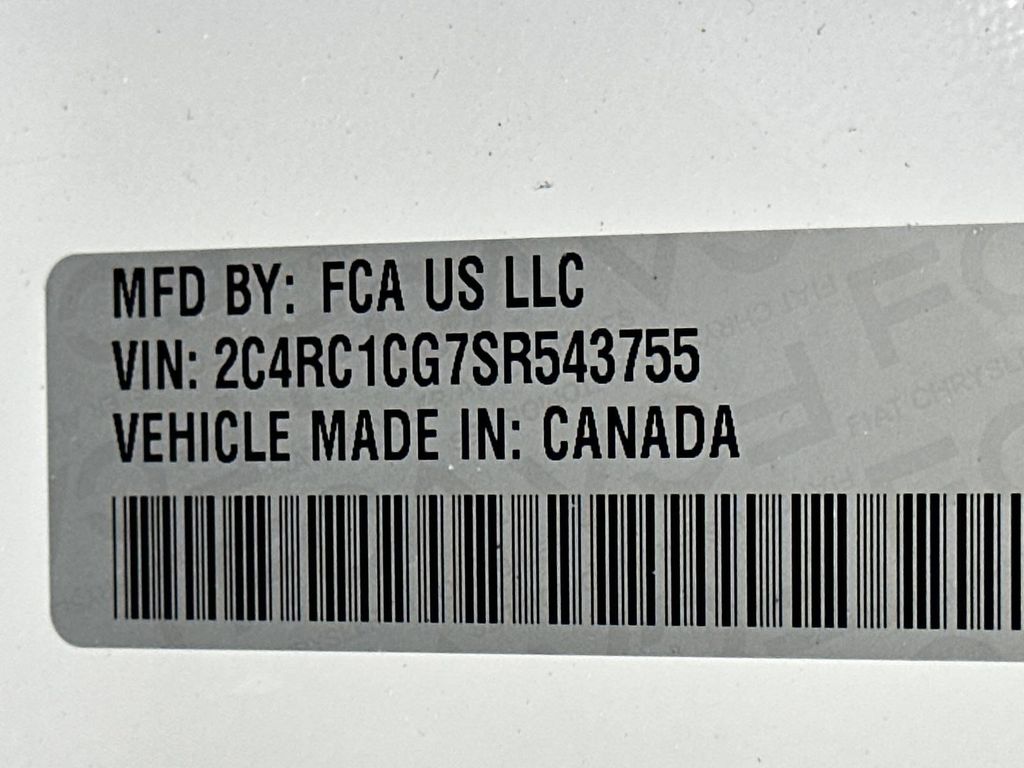 MFD BY: FCA US LLC
VIN: 2C4RC1CG7SR543755
VEHICLE MADE IN: CANADA